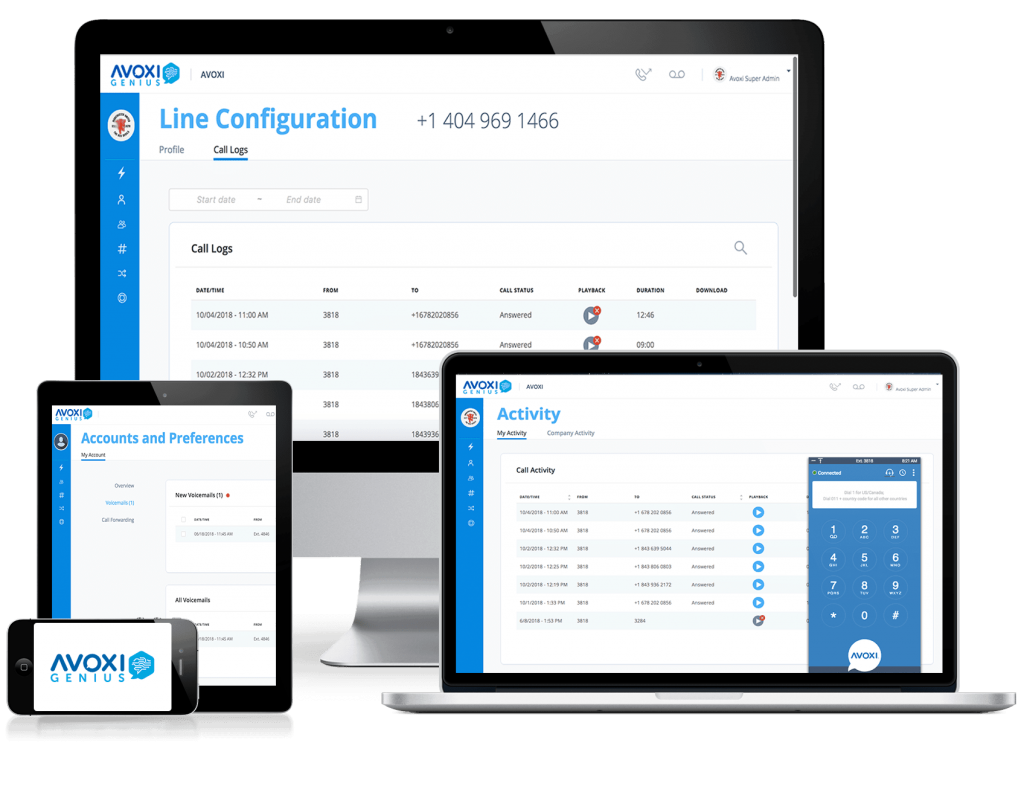 AVOXI
GENIUS
AVOXI
Avoxi Super Admin
Line Configuration
+1 404 969 1466
Profile
Call Logs
Start date
–
End date
Call Logs
DATE/TIME FROM TO CALL STATUS PLAYBACK DURATION DOWNLOAD
10/04/2018 - 11:00 AM 3818 +16782020856 Answered 12:46
10/04/2018 - 10:50 AM 3818 +16782020856 Answered 09:00
10/02/2018 - 12:32 PM 3818 1843639
3818 1843806
3818 1843936
AVOXI
GENIUS
Accounts and Preferences
My Account
Overview
Voicemails (1)
Call Forwarding
New Voicemails (1)
DATE/TIME FROM
08/18/2018 - 11:45 AM Ext. 4846
All Voicemails
DATE/TIME FROM
Ext. 4846
AVOXI
GENIUS
AVOXI
GENIUS
AVOXI
Avoxi Super Admin
Activity
My Activity
Company Activity
Call Activity
DATE/TIME FROM TO CALL STATUS PLAYBACK
10/4/2018 - 11:00 AM 3818 +1 678 202 0856 Answered
10/4/2018 - 10:50 AM 3818 +1 678 202 0856 Answered
10/2/2018 - 12:32 PM 3818 +1 843 639 5044 Answered
10/2/2018 - 12:25 PM 3818 +1 843 806 0803 Answered
10/2/2018 - 12:19 PM 3818 +1 843 936 2172 Answered
10/1/2018 - 1:33 PM 3818 +1 678 202 0856 Answered
6/8/2018 - 1:53 PM 3818 3284
Ext. 3818
9:21 AM
Connected
Dial 1 for US/Canada.
Dial 011 + country code for all other countries.
1 2 3
ABC DEF
4 5 6
GHI JKL MNO
7 8 9
PQRS TUV WXYZ
* 0 #
AVOXI